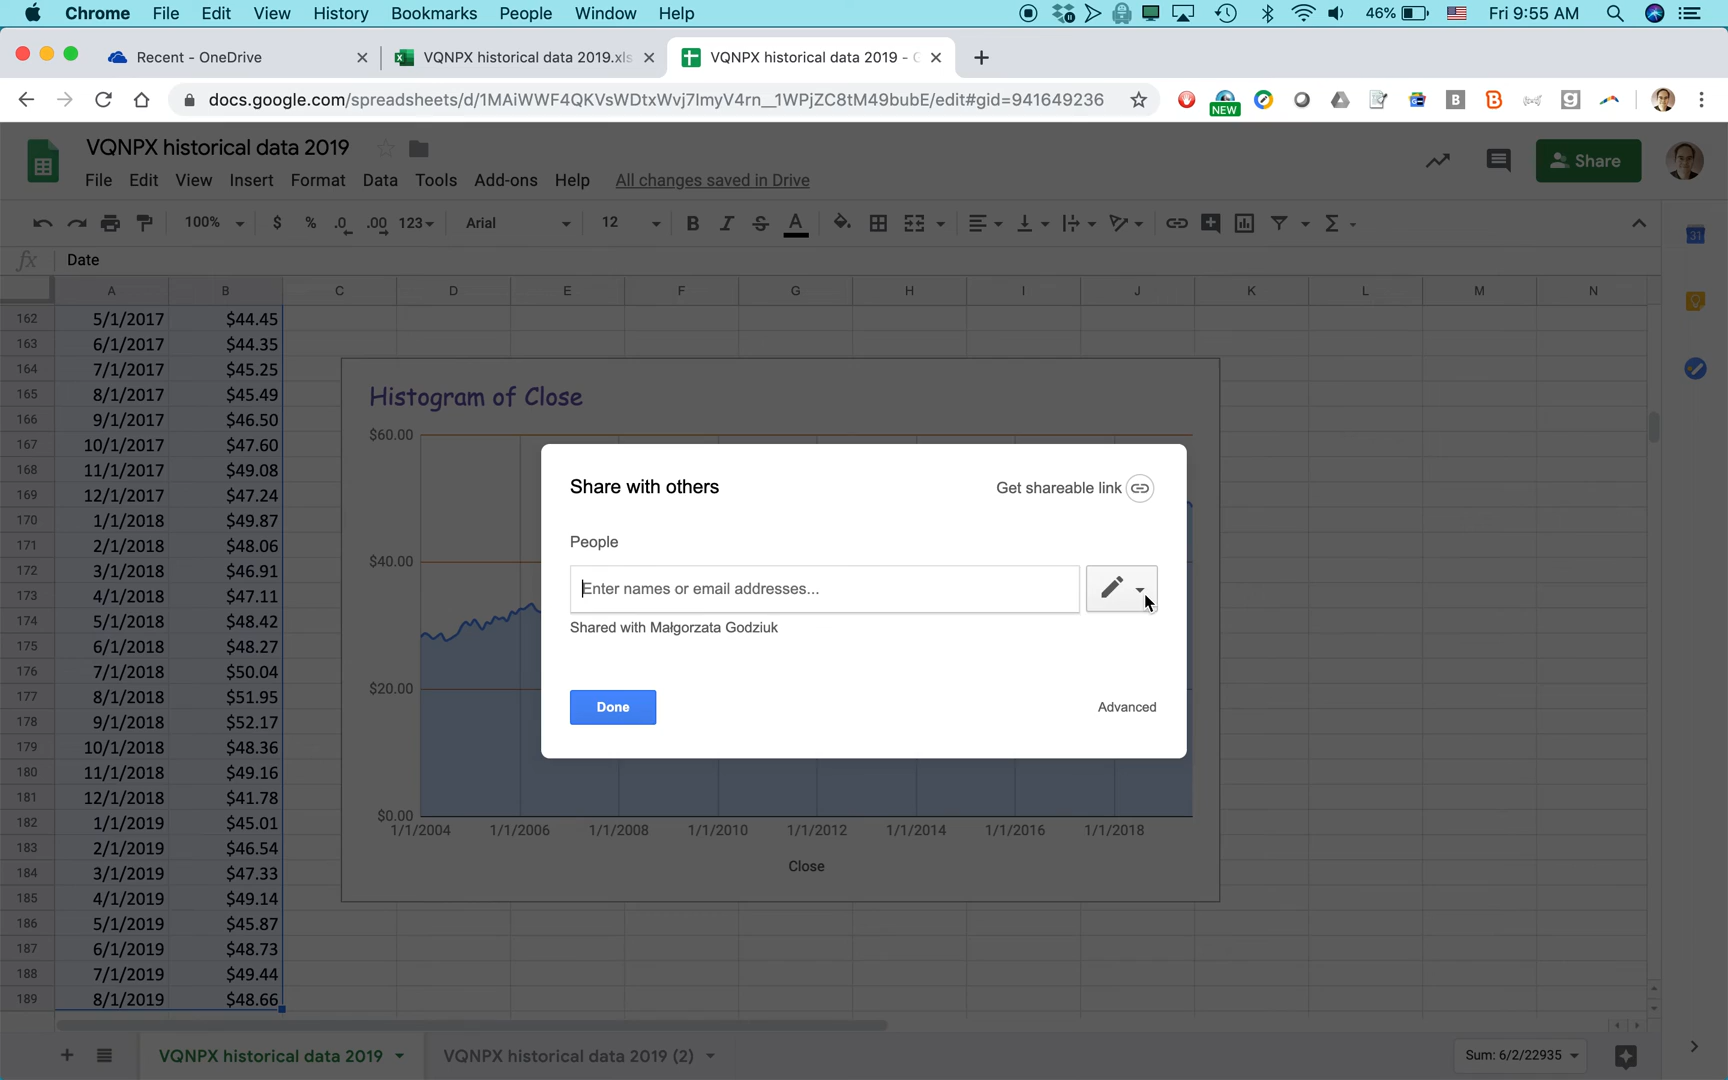 Chrome File Edit View History Bookmarks People Window Help 46% Fri 9:55 AM
Recent - OneDrive VQNPX historical data 2019.xls VQNPX historical data 2019 - G
docs.google.com/spreadsheets/d/1MAiWWF4QKVsWDtxWvj7ImyV4rn__1WPjZC8tM49bubE/edit#gid=941649236
NEW
VQNPX historical data 2019
Share
File Edit View Insert Format Data Tools Add-ons Help All changes saved in Drive
100% $ % .0 .00 123 Arial 12 B I S A Σ
31
fx Date
A B C D E F G H I J K L M N
162 5/1/2017 $44.45
163 6/1/2017 $44.35
164 7/1/2017 $45.25
165 8/1/2017 $45.49
166 9/1/2017 $46.50
167 10/1/2017 $47.60
168 11/1/2017 $49.08
169 12/1/2017 $47.24
170 1/1/2018 $49.87
171 2/1/2018 $48.06
172 3/1/2018 $46.91
173 4/1/2018 $47.11
174 5/1/2018 $48.42
175 6/1/2018 $48.27
176 7/1/2018 $50.04
177 8/1/2018 $51.95
178 9/1/2018 $52.17
179 10/1/2018 $48.36
180 11/1/2018 $49.16
181 12/1/2018 $41.78
182 1/1/2019 $45.01
183 2/1/2019 $46.54
184 3/1/2019 $47.33
185 4/1/2019 $49.14
186 5/1/2019 $45.87
187 6/1/2019 $48.73
188 7/1/2019 $49.44
189 8/1/2019 $48.66
Histogram of Close
$60.00
$40.00
$20.00
$0.00
1/1/2004 1/1/2006 1/1/2008 1/1/2010 1/1/2012 1/1/2014 1/1/2016 1/1/2018
Close
Share with others Get shareable link
People
Enter names or email addresses...
Shared with Małgorzata Godziuk
Done Advanced
VQNPX historical data 2019 VQNPX historical data 2019 (2) Sum: 6/2/22935